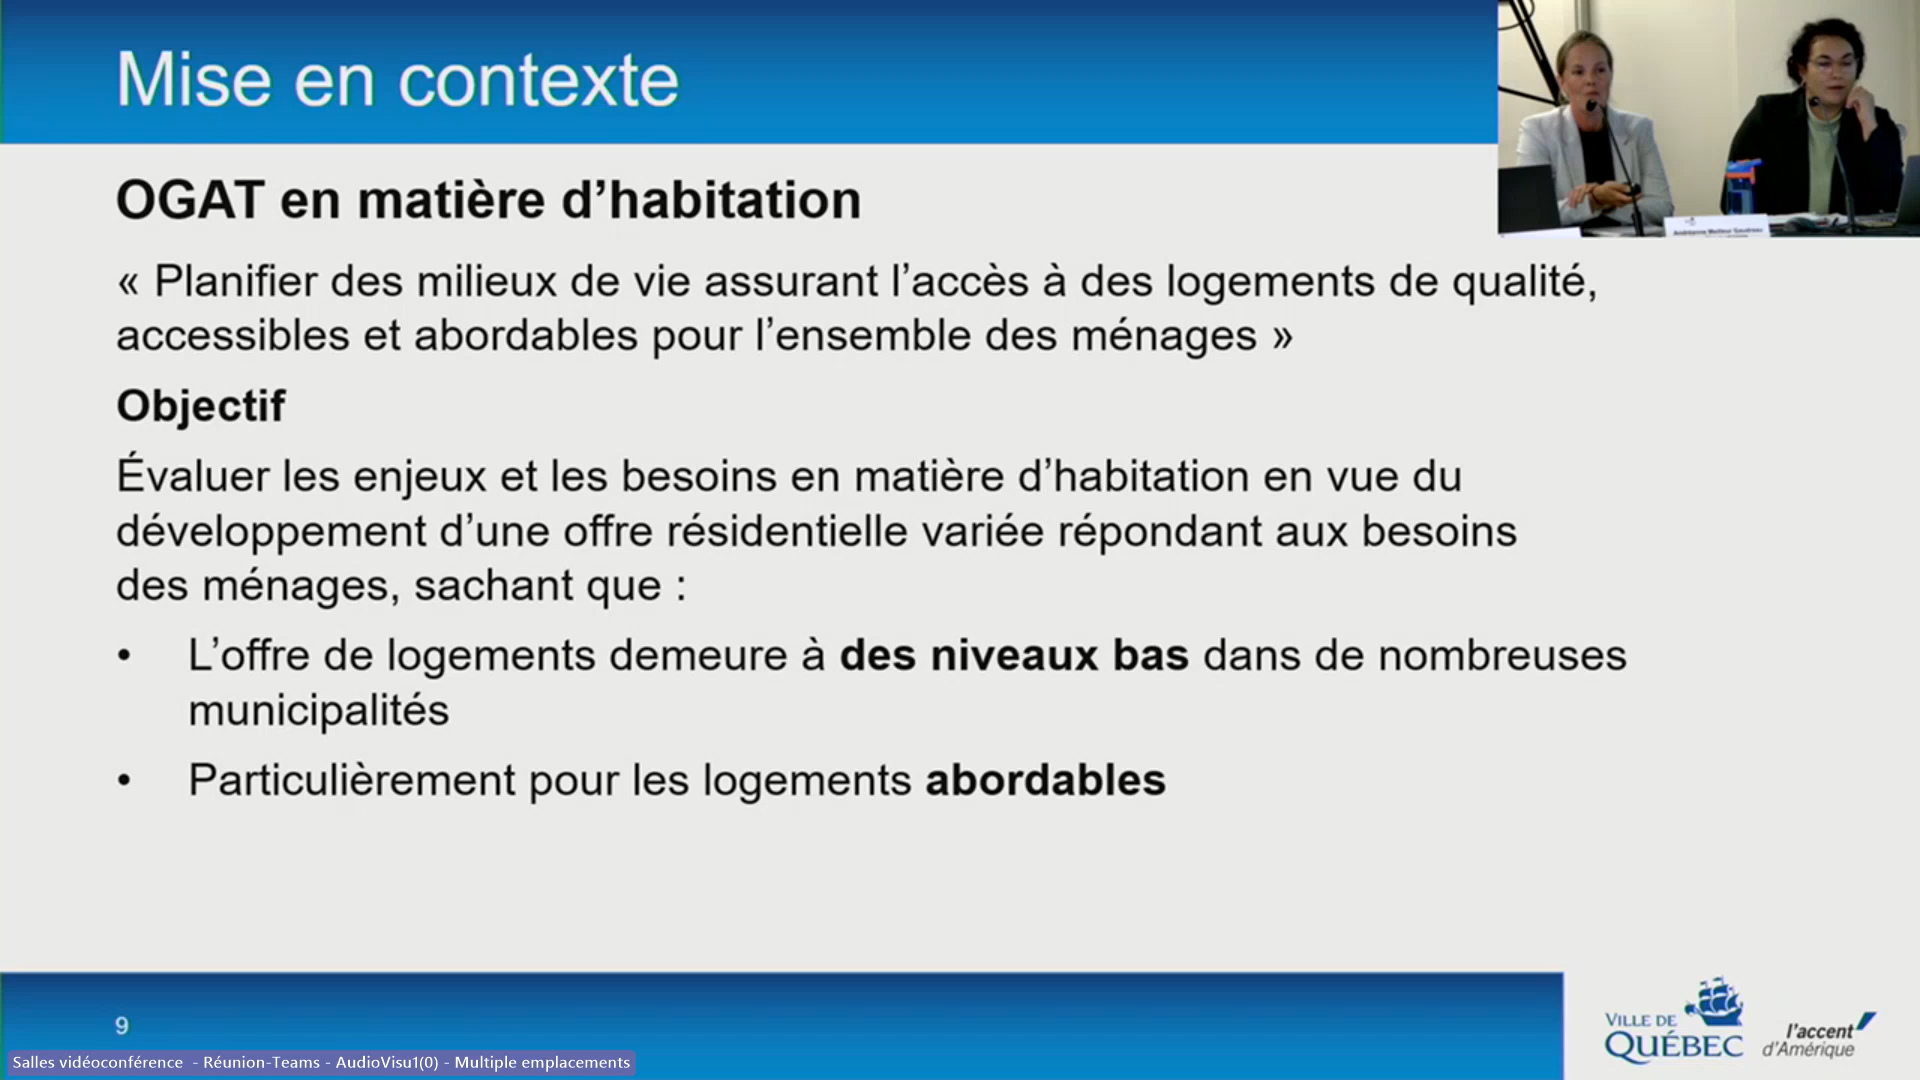 Mise en contexte
OGAT en matière d’habitation
« Planifier des milieux de vie assurant l’accès à des logements de qualité,
accessibles et abordables pour l’ensemble des ménages »
Objectif
Évaluer les enjeux et les besoins en matière d’habitation en vue du
développement d’une offre résidentielle variée répondant aux besoins
des ménages, sachant que :
• L’offre de logements demeure à des niveaux bas dans de nombreuses
municipalités
• Particulièrement pour les logements abordables
9
Salles vidéoconférence - Réunion-Teams - AudioVisu1(0) - Multiple emplacements
VILLE DE
QUÉBEC
l’accent
d’Amérique